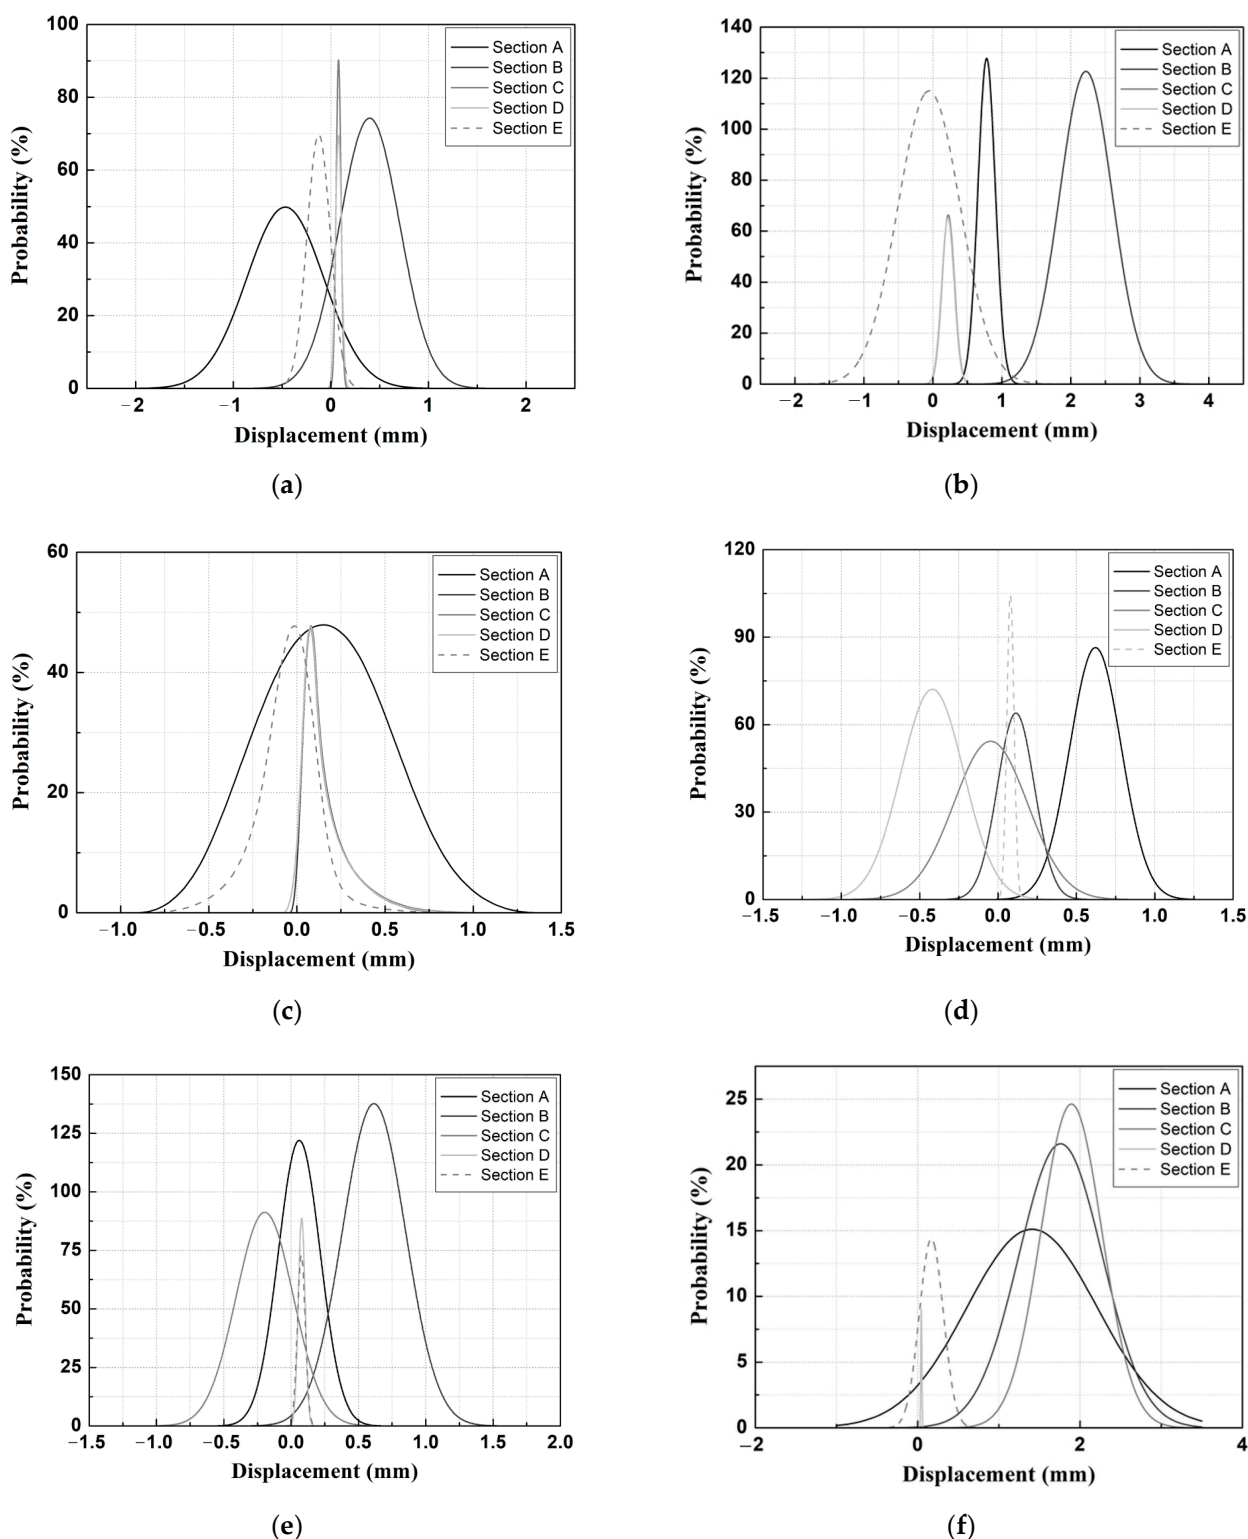 100
80
60
40
20
0
−2
−1
0
1
2
Probability (%)
Displacement (mm)
Section A
Section B
Section C
Section D
Section E
(a)
140
120
100
80
60
40
20
0
−2
−1
0
1
2
3
4
Probability (%)
Displacement (mm)
Section A
Section B
Section C
Section D
Section E
(b)
60
40
20
0
−1.0
−0.5
0.0
0.5
1.0
1.5
Probability (%)
Displacement (mm)
Section A
Section B
Section C
Section D
Section E
(c)
120
90
60
30
0
−1.5
−1.0
−0.5
0.0
0.5
1.0
1.5
Probability (%)
Displacement (mm)
Section A
Section B
Section C
Section D
Section E
(d)
150
125
100
75
50
25
0
−1.5
−1.0
−0.5
0.0
0.5
1.0
1.5
2.0
Probability (%)
Displacement (mm)
Section A
Section B
Section C
Section D
Section E
(e)
25
20
15
10
5
0
−2
0
2
4
Probability (%)
Displacement (mm)
Section A
Section B
Section C
Section D
Section E
(f)